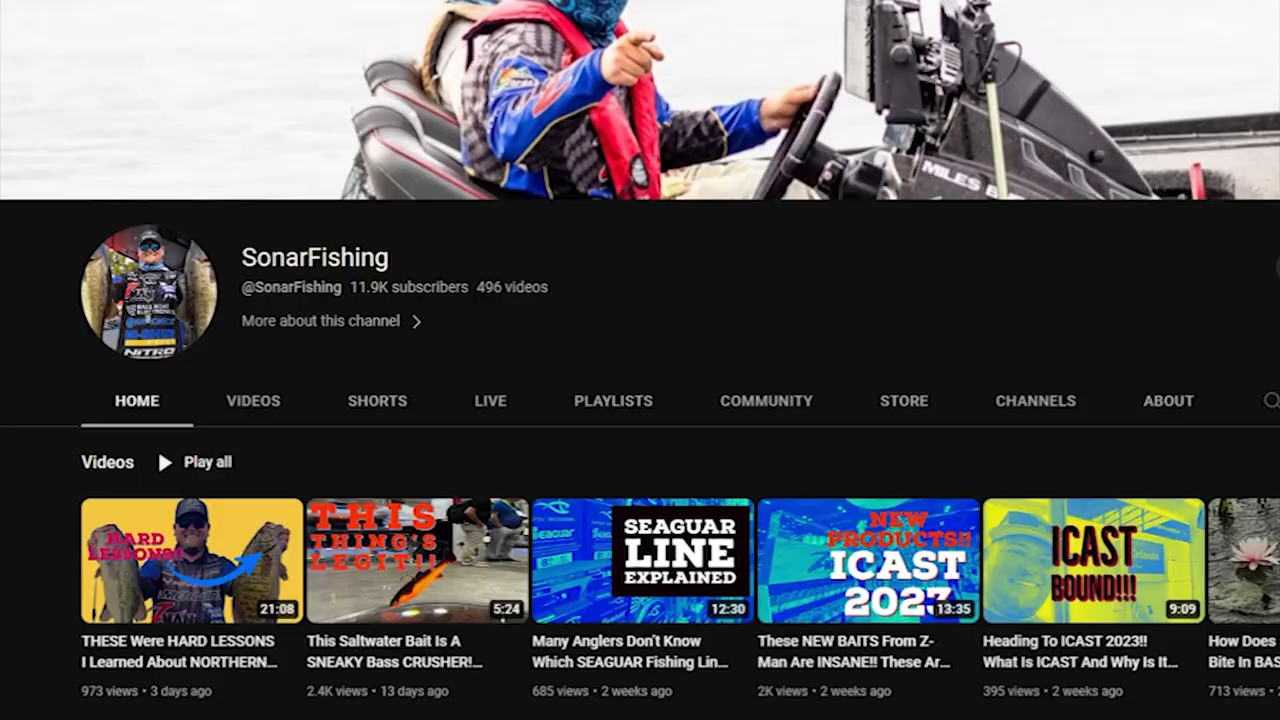 MILES B
SonarFishing
@SonarFishing 11.9K subscribers 496 videos
More about this channel
HOME VIDEOS SHORTS LIVE PLAYLISTS COMMUNITY STORE CHANNELS ABOUT
Videos Play all
HARD
LESSONS!!
21:08
THIS
THING'S
LEGIT!!
5:24
SEAGUAR
LINE
EXPLAINED
12:30
NEW
PRODUCTS!!
ICAST
2023
13:35
ICAST
BOUND!!!
9:09
NITRO
THESE Were HARD LESSONS
I Learned About NORTHERN...
973 views • 3 days ago
This Saltwater Bait Is A
SNEAKY Bass CRUSHER!...
2.4K views • 13 days ago
Many Anglers Don't Know
Which SEAGUAR Fishing Lin...
685 views • 2 weeks ago
These NEW BAITS From Z-
Man Are INSANE!! These Ar...
2K views • 2 weeks ago
Heading To ICAST 2023!!
What Is ICAST And Why Is It...
395 views • 2 weeks ago
How Does
Bite In BAS
713 views •